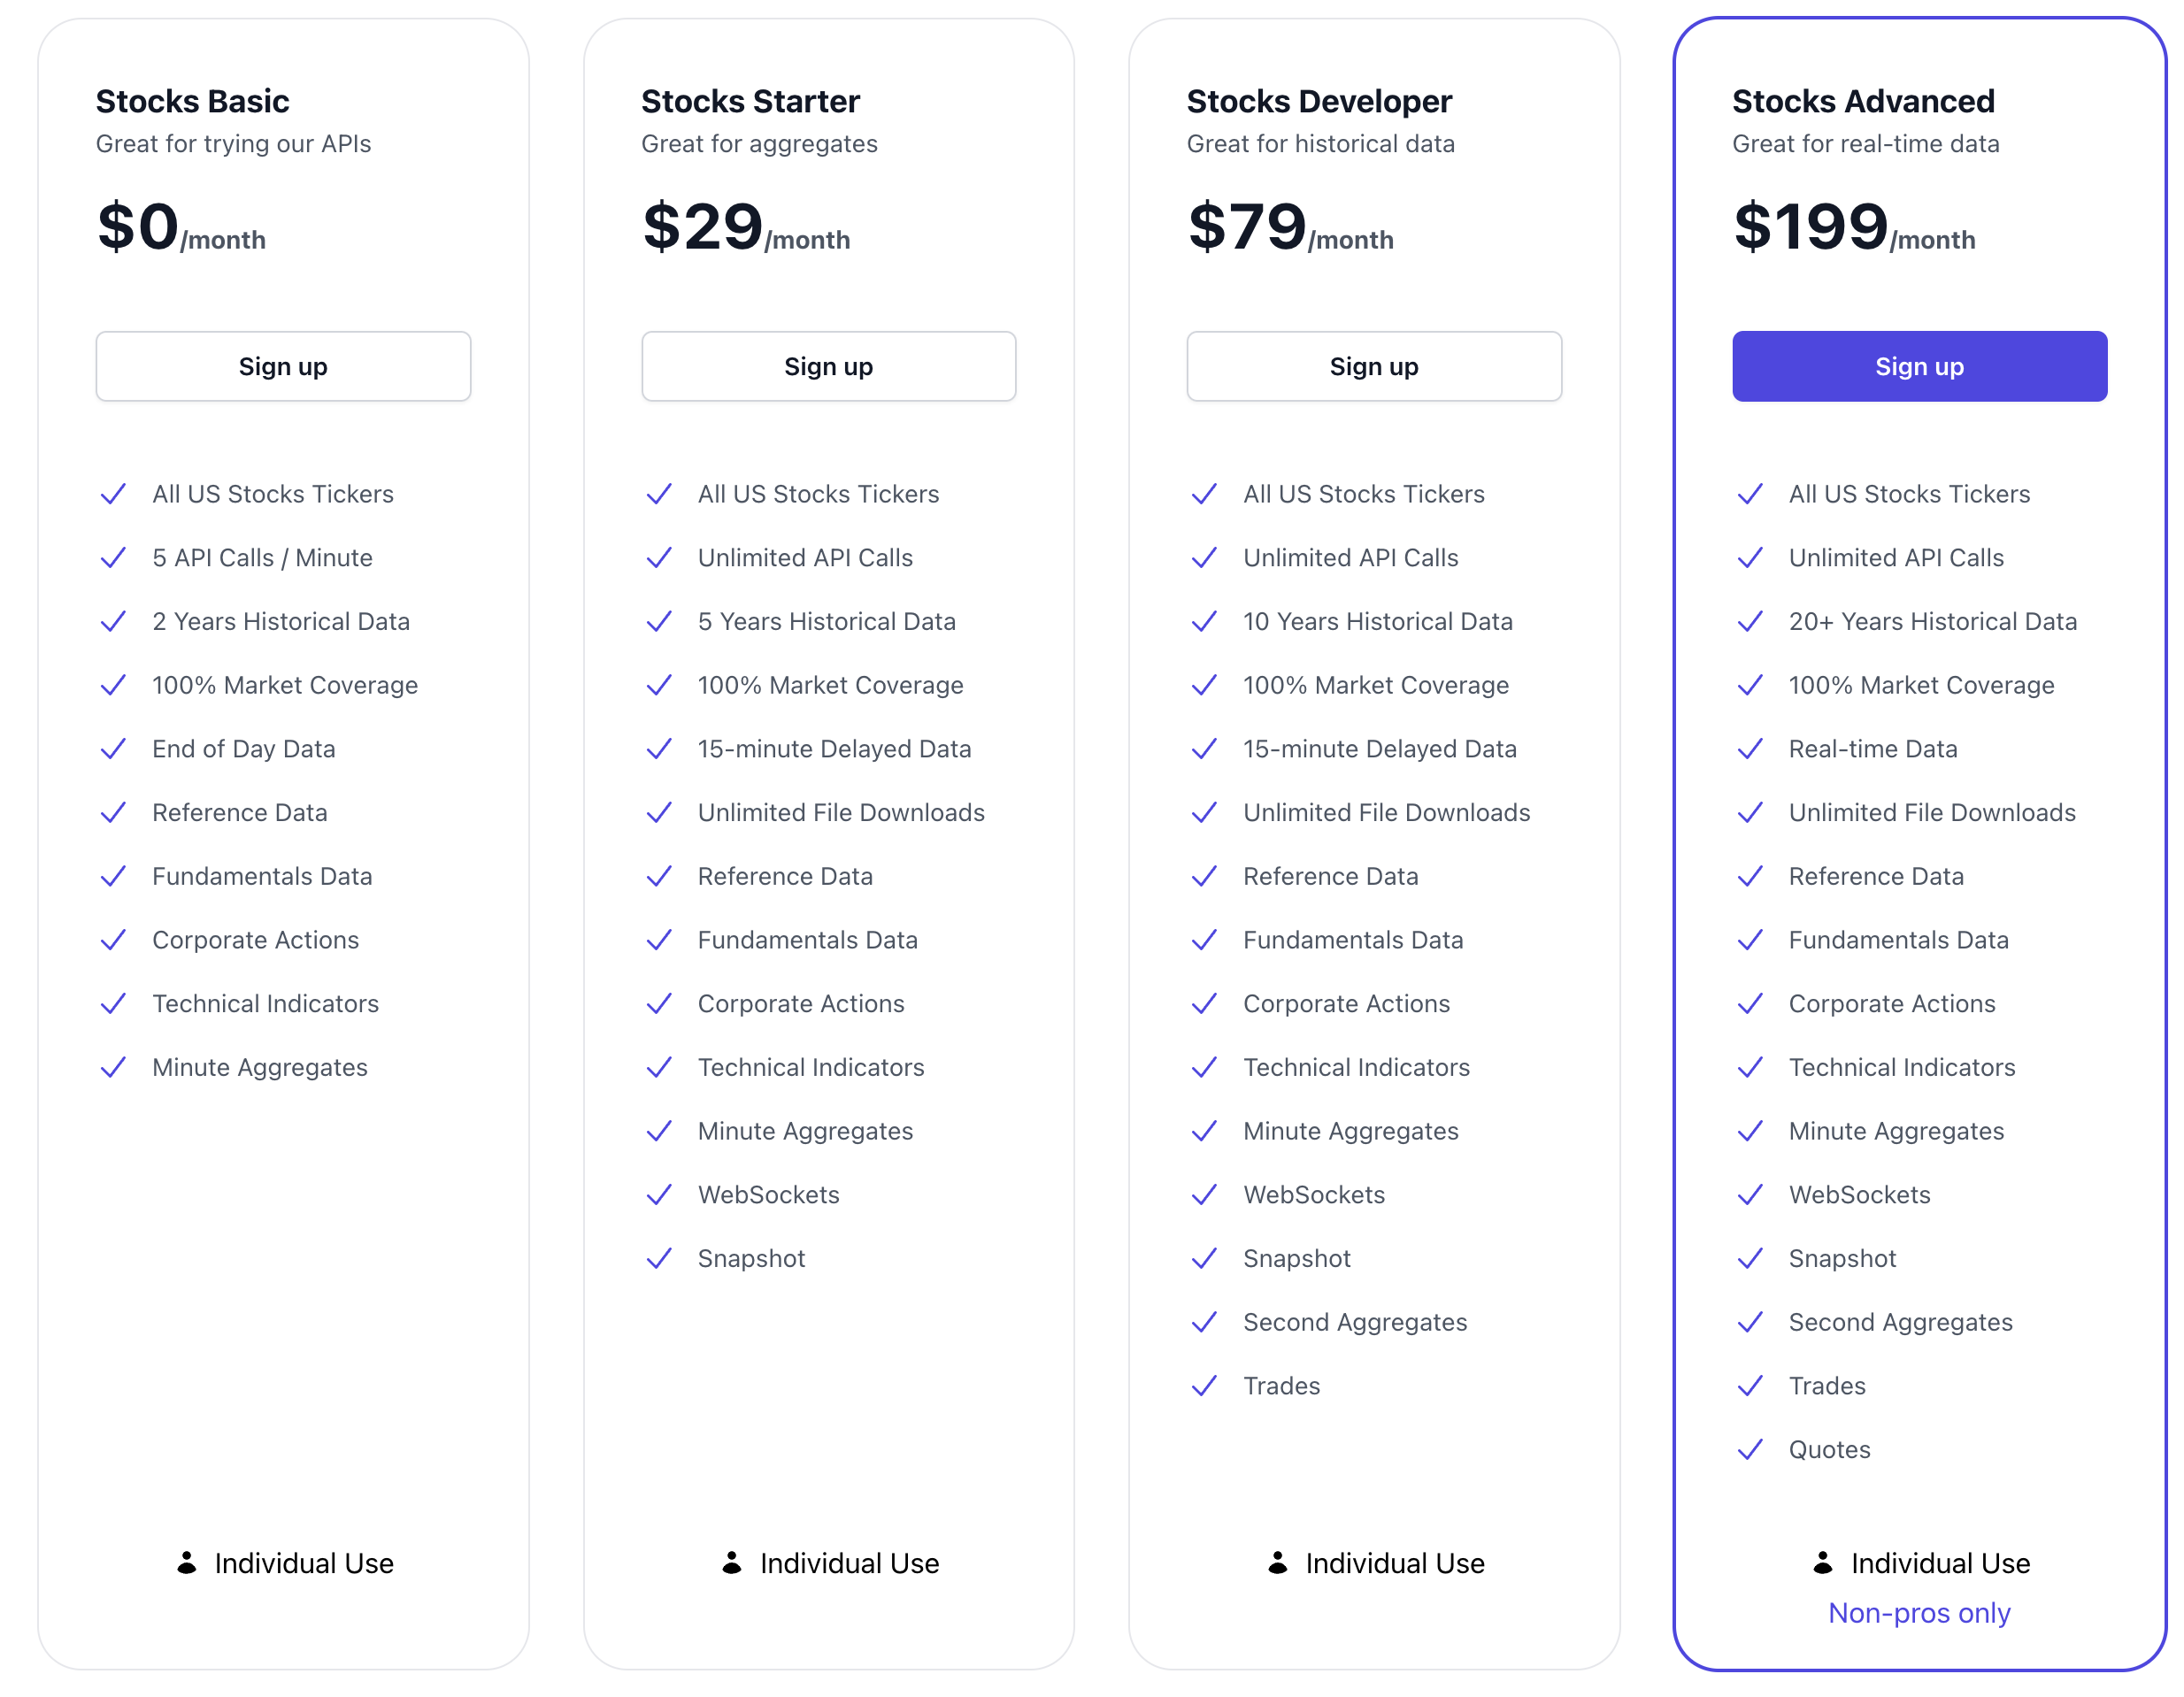 Stocks Basic
Great for trying our APIs
$0/month
Sign up
All US Stocks Tickers
5 API Calls / Minute
2 Years Historical Data
100% Market Coverage
End of Day Data
Reference Data
Fundamentals Data
Corporate Actions
Technical Indicators
Minute Aggregates
Individual Use
Stocks Starter
Great for aggregates
$29/month
Sign up
All US Stocks Tickers
Unlimited API Calls
5 Years Historical Data
100% Market Coverage
15-minute Delayed Data
Unlimited File Downloads
Reference Data
Fundamentals Data
Corporate Actions
Technical Indicators
Minute Aggregates
WebSockets
Snapshot
Individual Use
Stocks Developer
Great for historical data
$79/month
Sign up
All US Stocks Tickers
Unlimited API Calls
10 Years Historical Data
100% Market Coverage
15-minute Delayed Data
Unlimited File Downloads
Reference Data
Fundamentals Data
Corporate Actions
Technical Indicators
Minute Aggregates
WebSockets
Snapshot
Second Aggregates
Trades
Individual Use
Stocks Advanced
Great for real-time data
$199/month
Sign up
All US Stocks Tickers
Unlimited API Calls
20+ Years Historical Data
100% Market Coverage
Real-time Data
Unlimited File Downloads
Reference Data
Fundamentals Data
Corporate Actions
Technical Indicators
Minute Aggregates
WebSockets
Snapshot
Second Aggregates
Trades
Quotes
Individual Use
Non-pros only